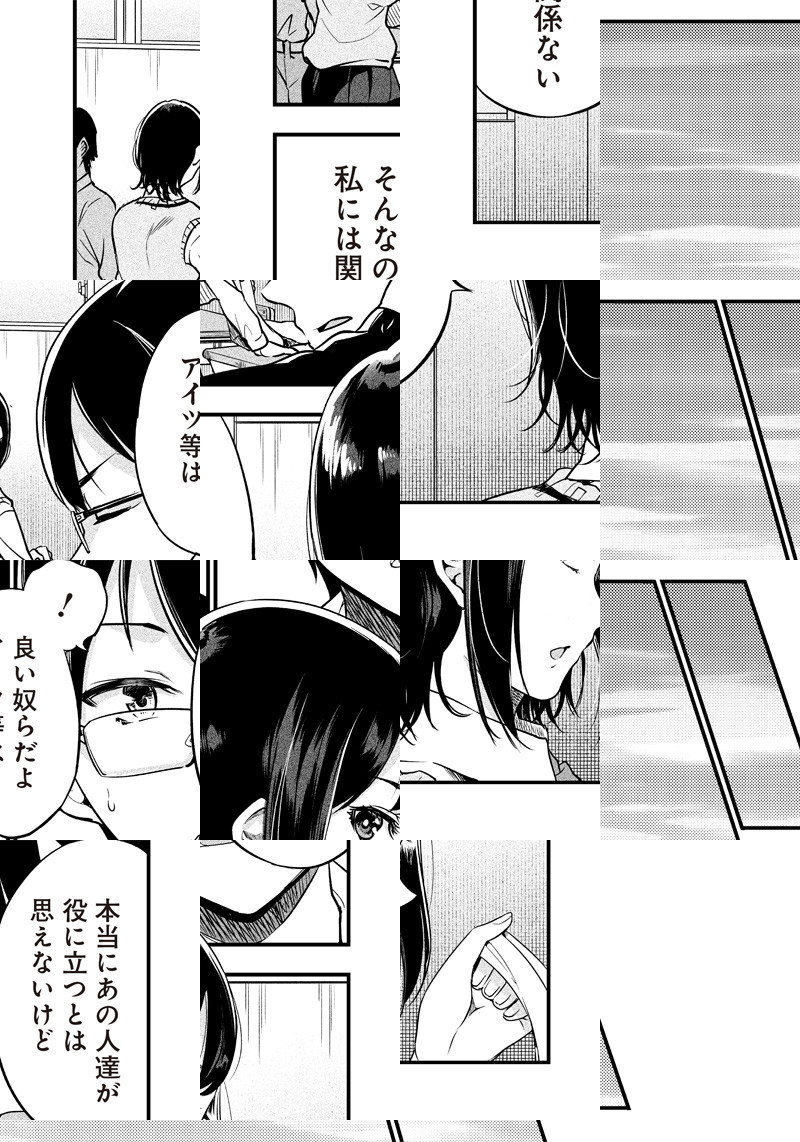 そんなの
私には関
係ない
アイツ等は
！
良い奴らだよ
本当にあの人達が
役に立つとは
思えないけど